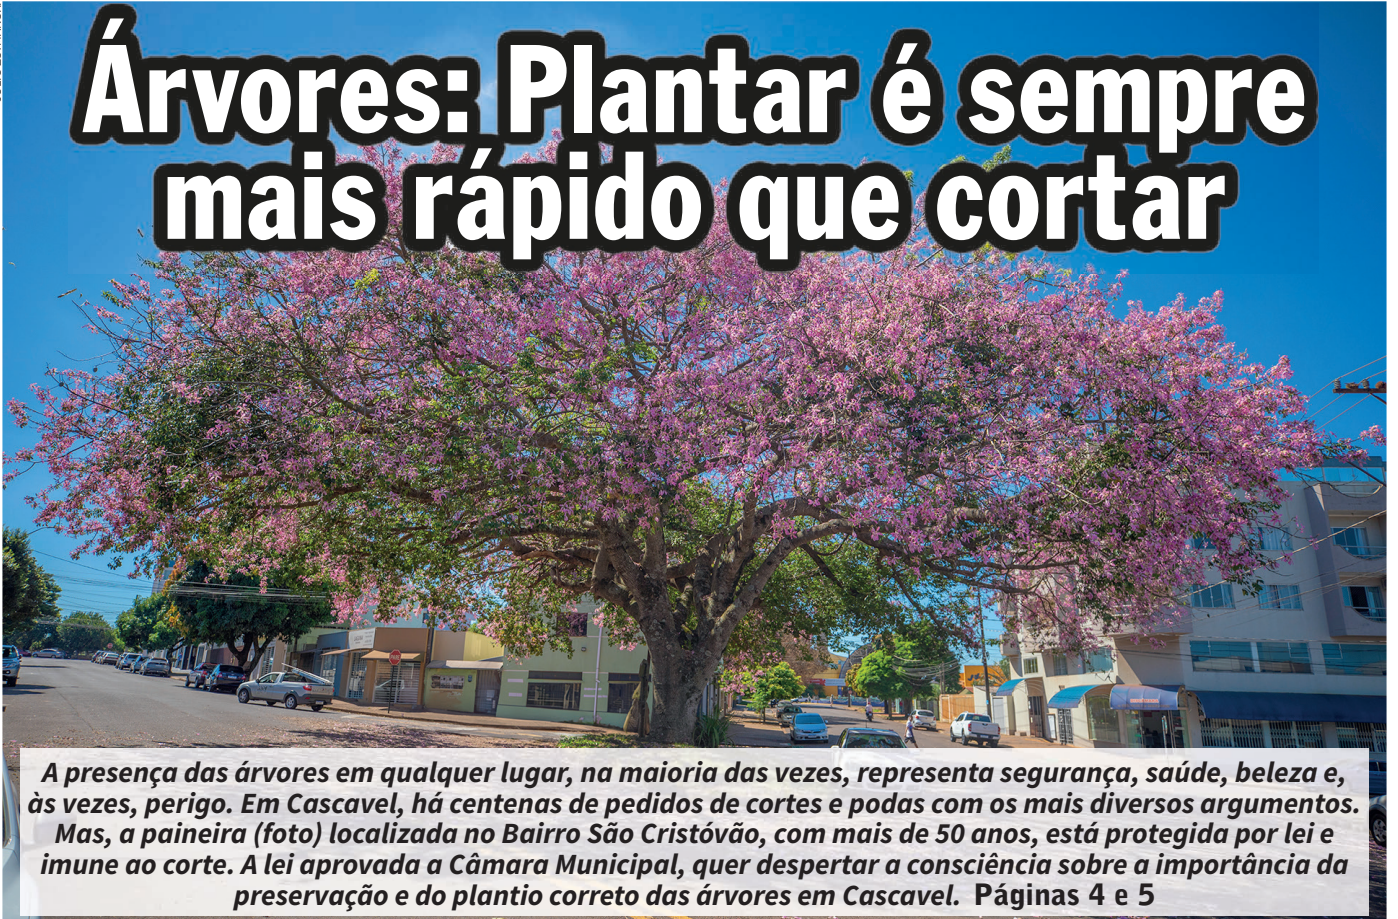 Árvores: Plantar é sempre
mais rápido que cortar
A presença das árvores em qualquer lugar, na maioria das vezes, representa segurança, saúde, beleza e,
às vezes, perigo. Em Cascavel, há centenas de pedidos de cortes e podas com os mais diversos argumentos.
Mas, a paineira (foto) localizada no Bairro São Cristóvão, com mais de 50 anos, está protegida por lei e
imune ao corte. A lei aprovada a Câmara Municipal, quer despertar a consciência sobre a importância da
preservação e do plantio correto das árvores em Cascavel. Páginas 4 e 5